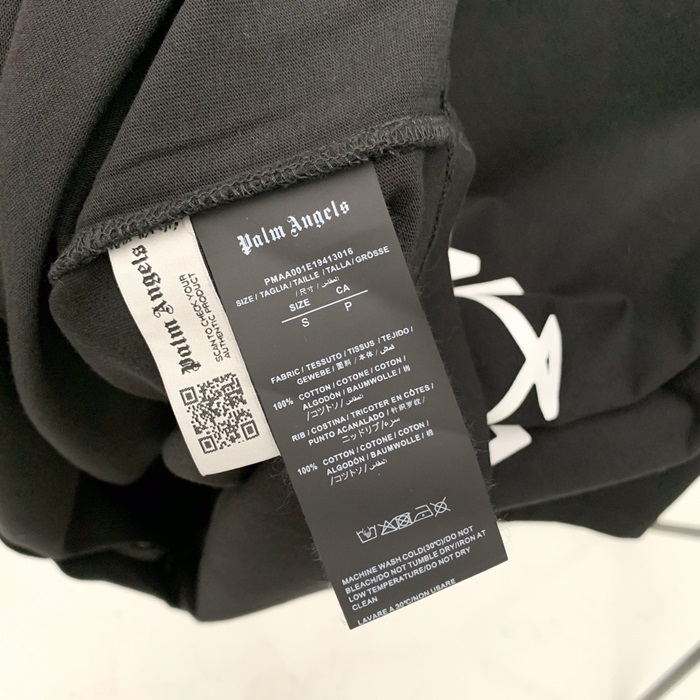 Palm Angels
SCAN TO CHECK YOUR
AUTHENTIC PRODUCT
Palm Angels
PMAA001E19413016
SIZE / TAGLIA / TAILLE / TALLA / GRÖSSE
/ 尺寸 / المقاس
SIZE CA
S P
FABRIC / TESSUTO / TISSUS / TEJIDO /
GEWEBE / 面料 / 本体 / قماش
100% COTTON / COTONE / COTON /
ALGODÓN / BAUMWOLLE / 棉
/コットン/
RIB / COSTINA / TRICOTER EN CÔTES /
PUNTO ACANALADO / 针织罗纹 /
ニッドリブ/
100% COTTON / COTONE / COTON /
ALGODÓN / BAUMWOLLE / 棉
/コットン/
MACHINE WASH COLD(30℃)/DO NOT
BLEACH/DO NOT TUMBLE DRY/IRON AT
LOW TEMPERATURE/DO NOT DRY
CLEAN
LAVARE A 30℃/NON USARE